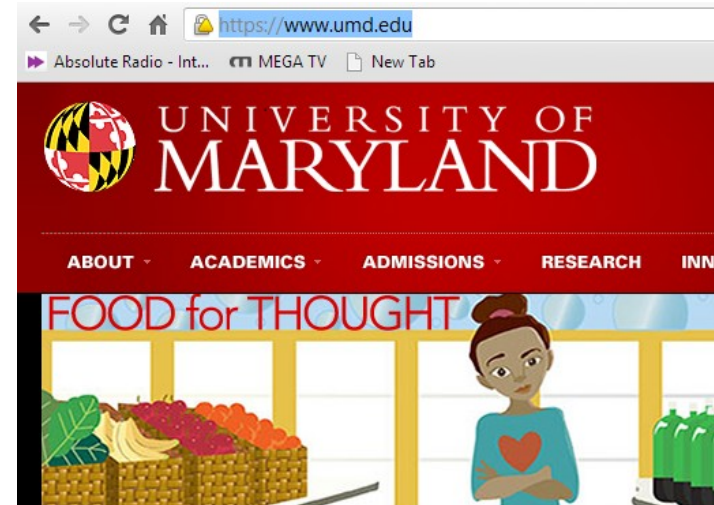 https://www.umd.edu
Absolute Radio - Int... MEGA TV New Tab
UNIVERSITY OF
MARYLAND
ABOUT ACADEMICS ADMISSIONS RESEARCH INN
FOOD for THOUGHT